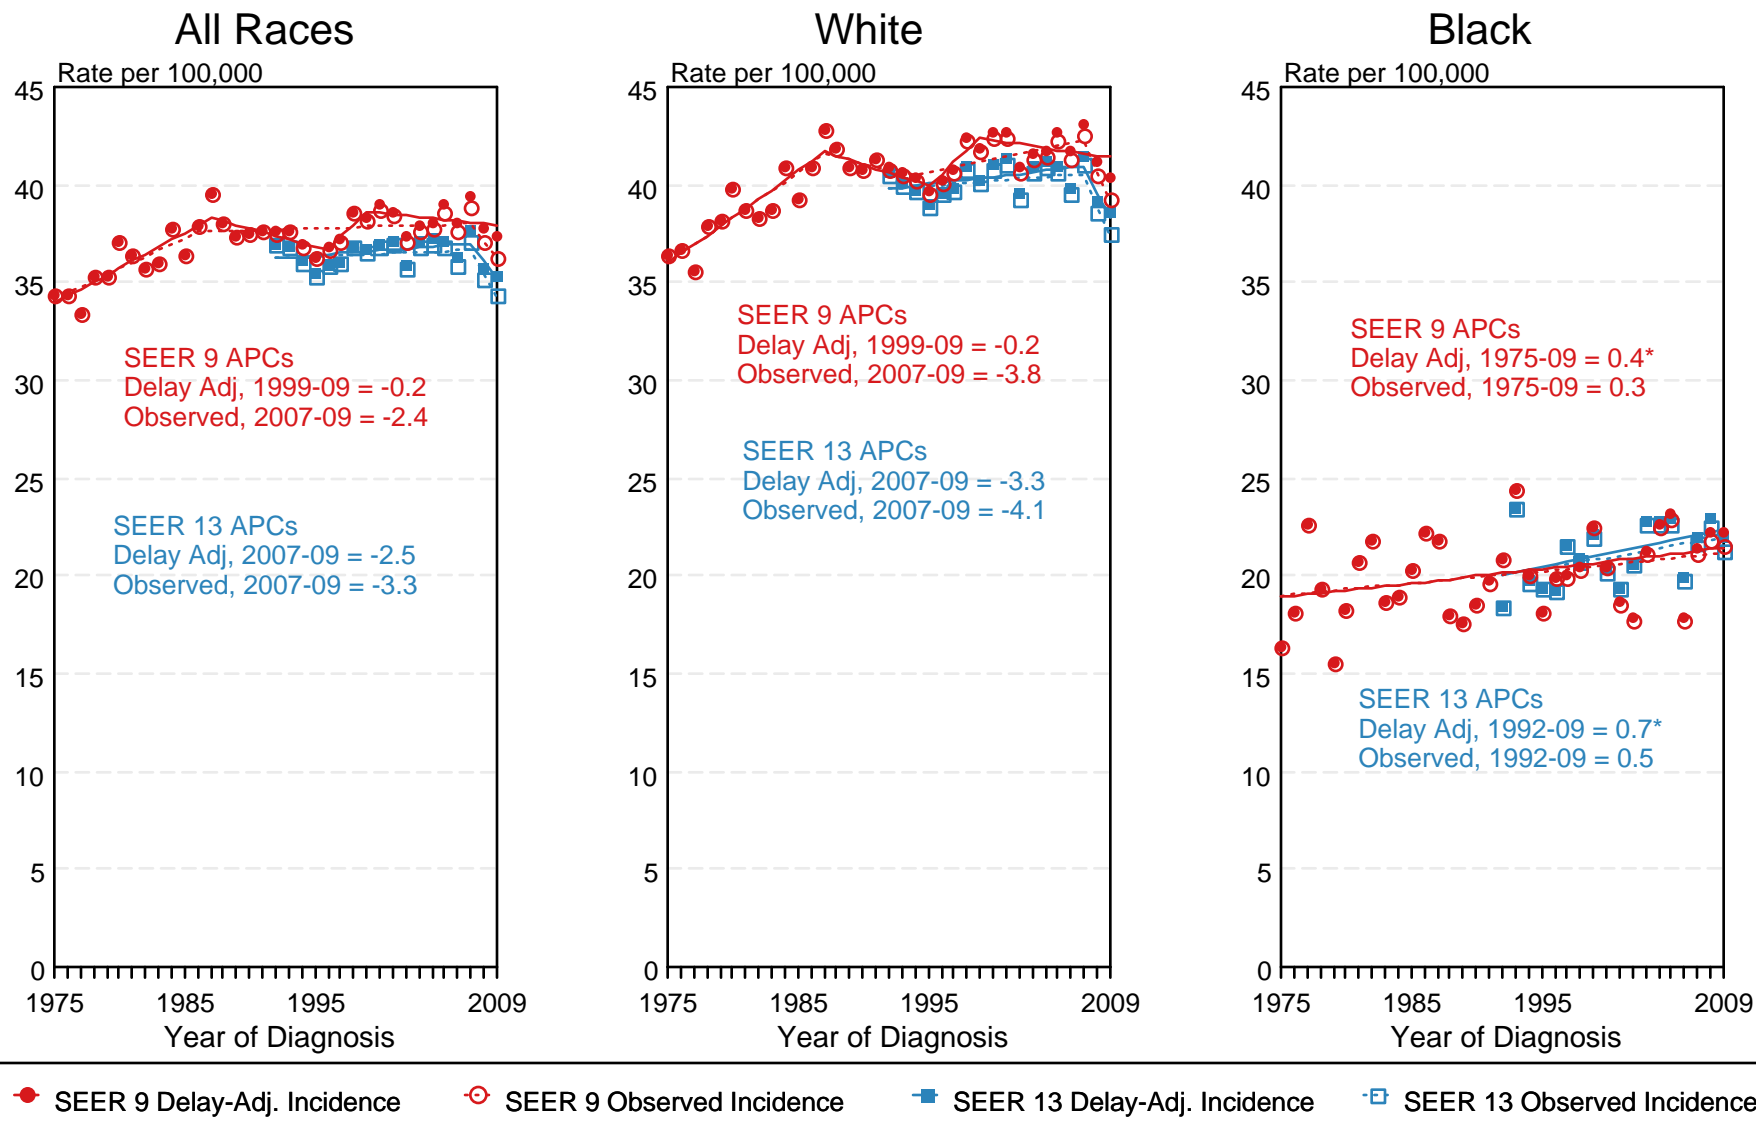 All Races
Rate per 100,000
45
40
35
30
25
20
15
10
5
0
SEER 9 APCs
Delay Adj, 1999-09 = -0.2
Observed, 2007-09 = -2.4
SEER 13 APCs
Delay Adj, 2007-09 = -2.5
Observed, 2007-09 = -3.3
1975 1985 1995 2009
Year of Diagnosis
White
Rate per 100,000
45
40
35
30
25
20
15
10
5
0
SEER 9 APCs
Delay Adj, 1999-09 = -0.2
Observed, 2007-09 = -3.8
SEER 13 APCs
Delay Adj, 2007-09 = -3.3
Observed, 2007-09 = -4.1
1975 1985 1995 2009
Year of Diagnosis
Black
Rate per 100,000
45
40
35
30
25
20
15
10
5
0
SEER 9 APCs
Delay Adj, 1975-09 = 0.4*
Observed, 1975-09 = 0.3
SEER 13 APCs
Delay Adj, 1992-09 = 0.7*
Observed, 1992-09 = 0.5
1975 1985 1995 2009
Year of Diagnosis
SEER 9 Delay-Adj. Incidence SEER 9 Observed Incidence SEER 13 Delay-Adj. Incidence SEER 13 Observed Incidence